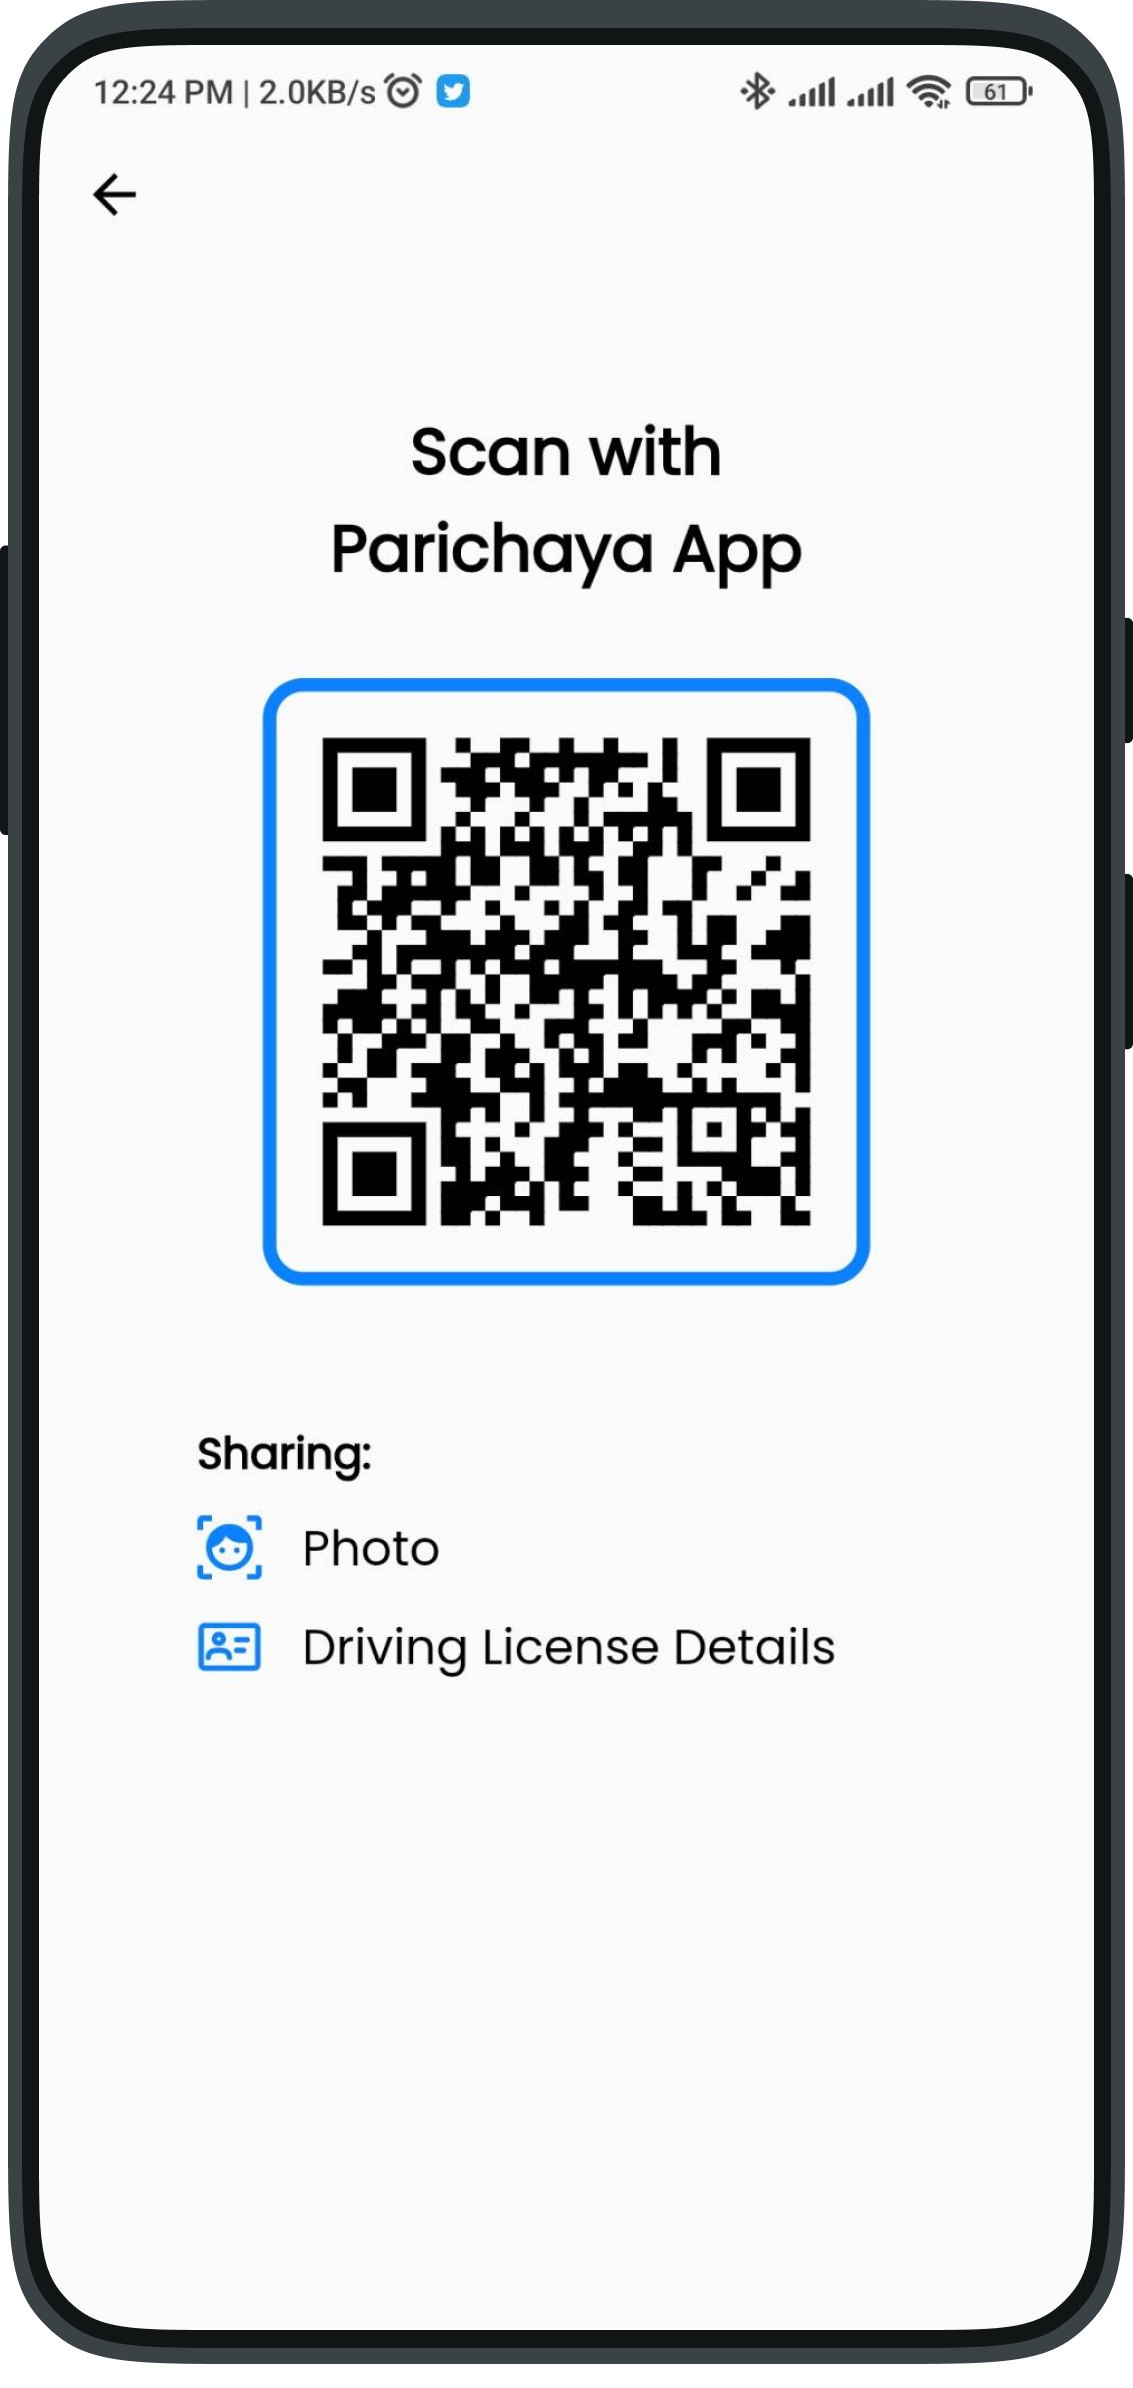 12:24 PM | 2.0KB/s
61
Scan with
Parichaya App
Sharing:
Photo
Driving License Details